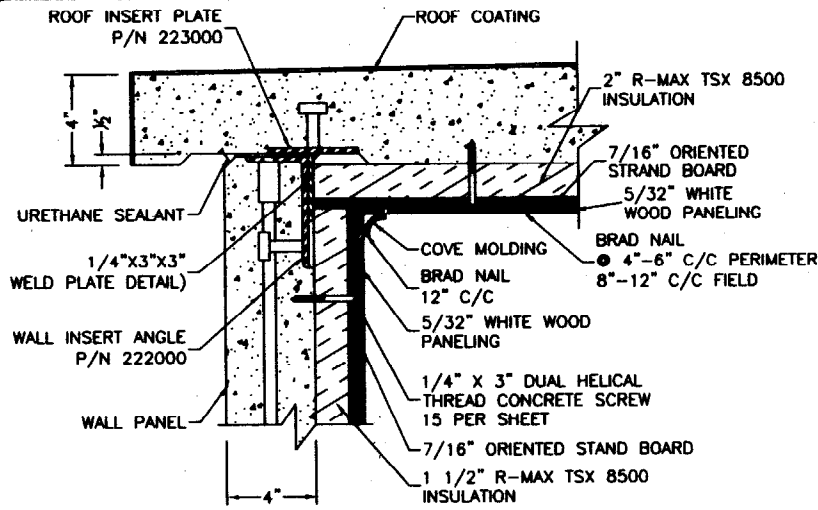 ROOF INSERT PLATE
P/N 223000
ROOF COATING
2" R-MAX TSX 8500
INSULATION
4"
1/2"
7/16" ORIENTED
STRAND BOARD
5/32" WHITE
WOOD PANELING
URETHANE SEALANT
BRAD NAIL
@ 4"-6" C/C PERIMETER
8"-12" C/C FIELD
COVE MOLDING
1/4"X3"X3"
WELD PLATE DETAIL)
BRAD NAIL
12" C/C
5/32" WHITE WOOD
PANELING
WALL INSERT ANGLE
P/N 222000
1/4" X 3" DUAL HELICAL
THREAD CONCRETE SCREW
15 PER SHEET
WALL PANEL
7/16" ORIENTED STAND BOARD
1 1/2" R-MAX TSX 8500
INSULATION
4"